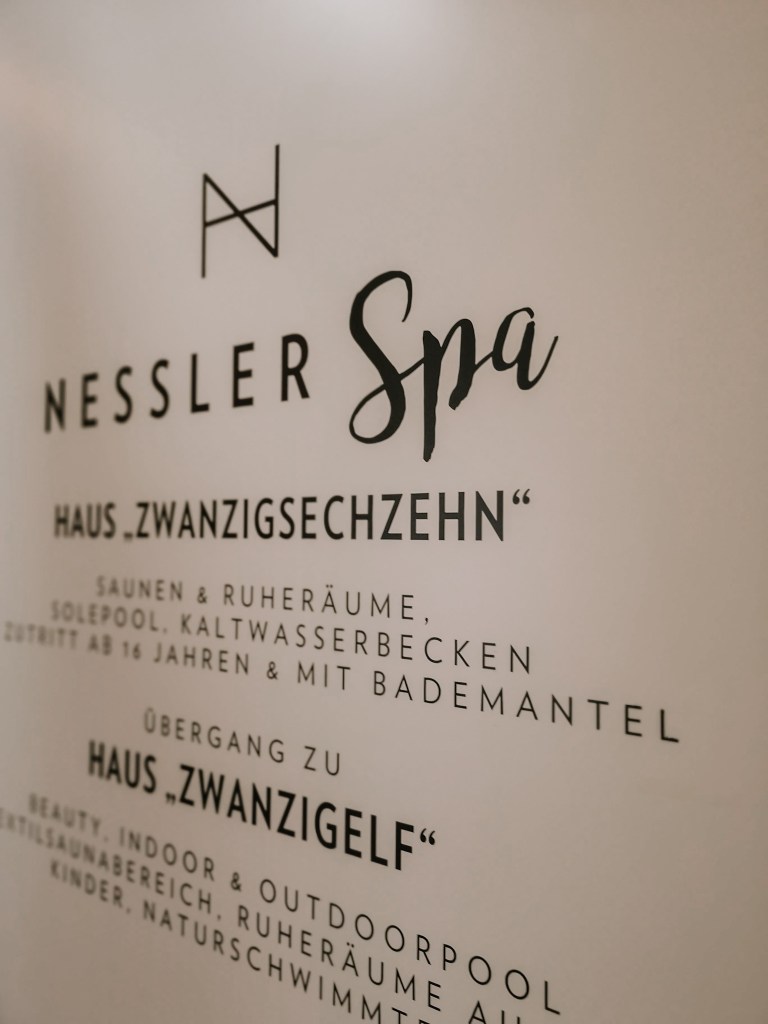 NESSLER Spa
HAUS „ZWANZIGSECHZEHN“
SAUNEN & RUHERÄUME,
SOLEPOOL, KALTWASSERBECKEN
ZUTRITT AB 16 JAHREN & MIT BADEMANTEL
ÜBERGANG ZU
HAUS „ZWANZIGELF“
BEAUTY, INDOOR & OUTDOORPOOL
RUHERÄUME
KINDER,